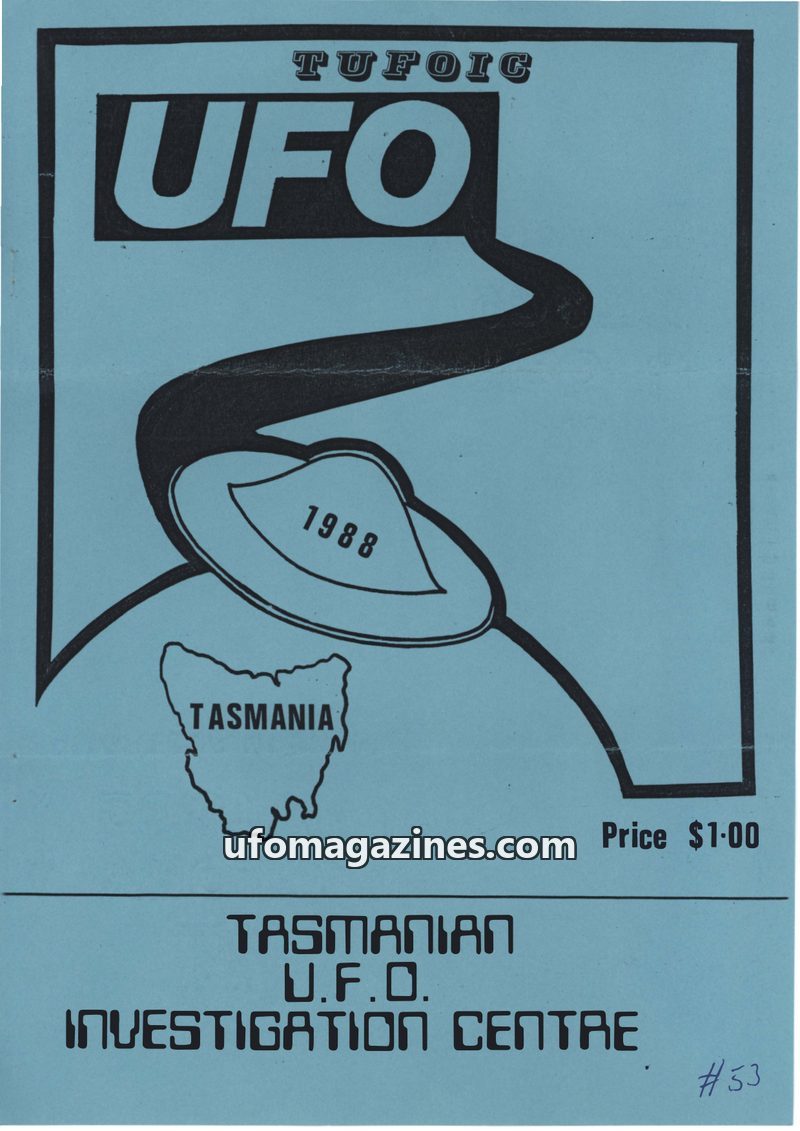 TUFOIC
UFO
1988
TASMANIA
ufomagazines.com
Price $1·00
TASMANIAN
U.F.O.
INVESTIGATION CENTRE
#53